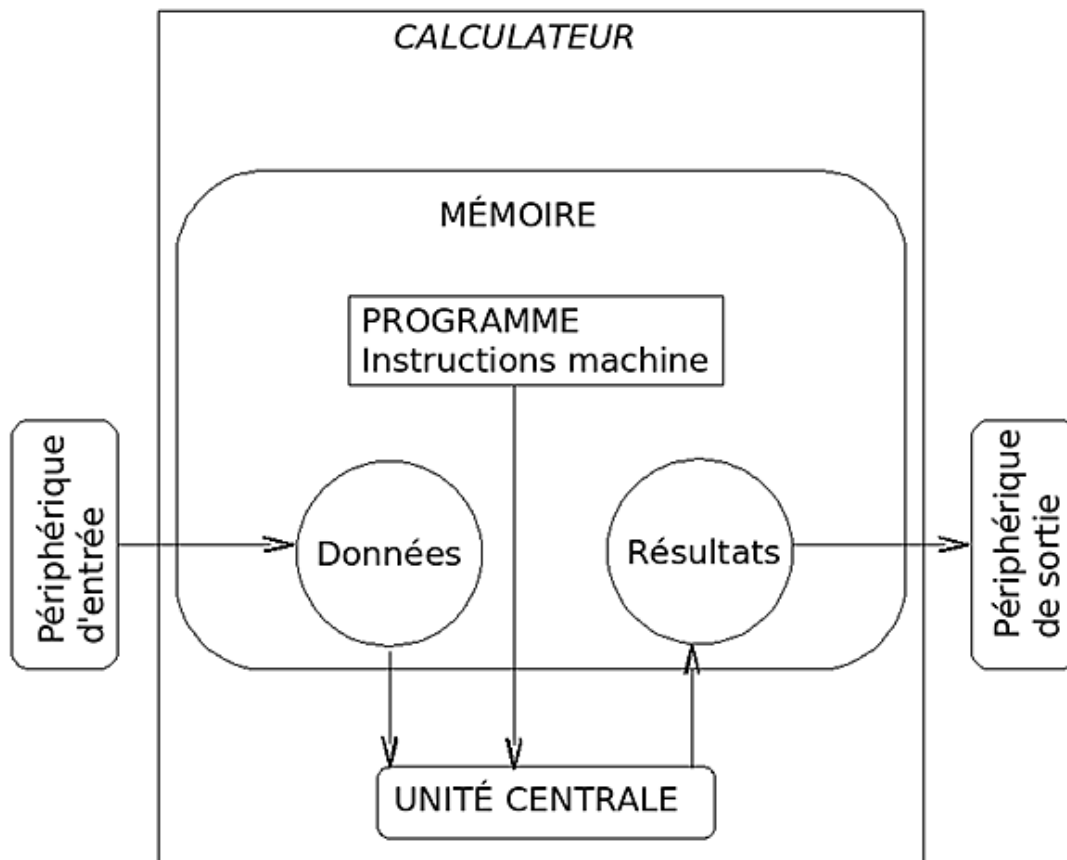 CALCULATEUR
MÉMOIRE
PROGRAMME
Instructions machine
Périphérique
d'entrée
Données
Résultats
Périphérique
de sortie
UNITÉ CENTRALE